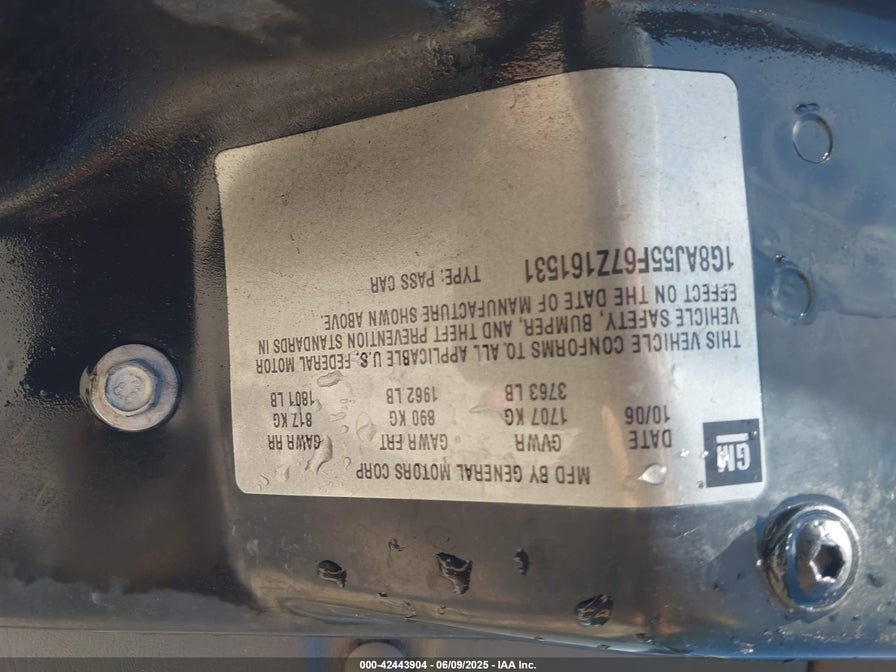 GM
MFD BY GENERAL MOTORS CORP
DATE GVWR GAWR FRT GAWR RR
10/06 1707 KG 890 KG 817 KG
3763 LB 1962 LB 1801 LB
THIS VEHICLE CONFORMS TO ALL APPLICABLE U.S. FEDERAL MOTOR
VEHICLE SAFETY, BUMPER, AND THEFT PREVENTION STANDARDS IN
EFFECT ON THE DATE OF MANUFACTURE SHOWN ABOVE.
1G8AJ55F67Z161531 TYPE: PASS CAR
000-42443904 - 06/09/2025 - IAA Inc.